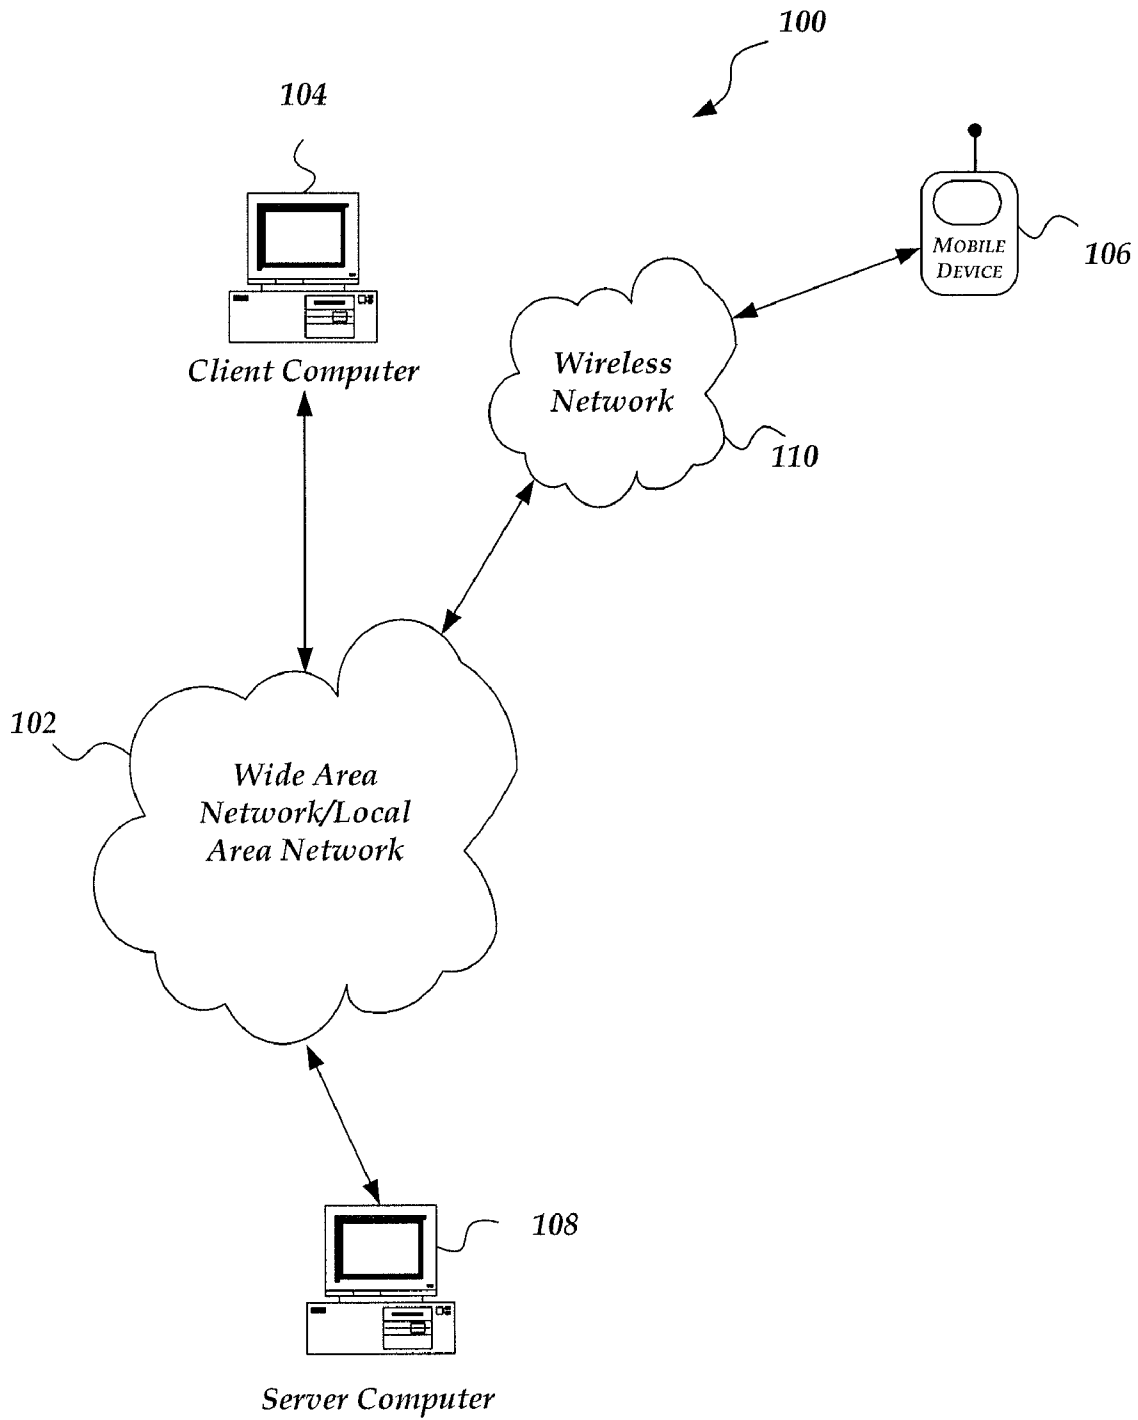 100
104
MOBILE
DEVICE
106
Client Computer
Wireless
Network
110
102
Wide Area
Network/Local
Area Network
108
Server Computer